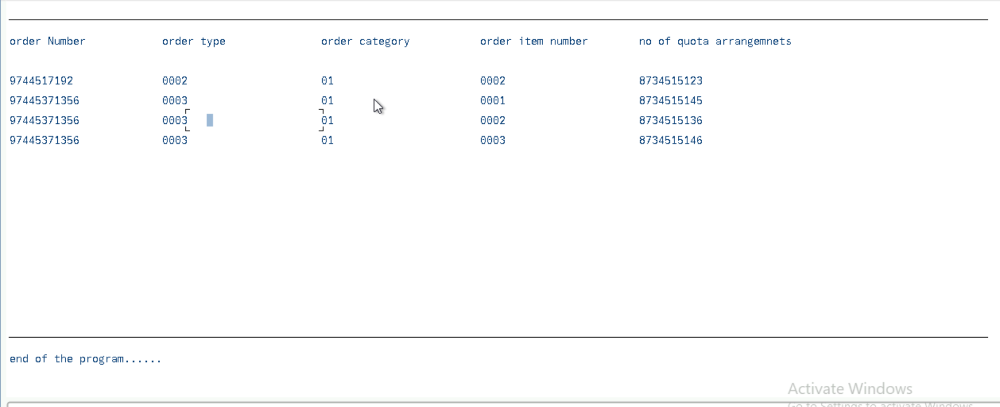 order Number order type order category order item number no of quota arrangemnets
9744517192 0002 01 0002 8734515123
97445371356 0003 01 0001 8734515145
97445371356 0003 01 0002 8734515136
97445371356 0003 01 0003 8734515146
end of the program......
Activate Windows
Go to Settings to activate Windows.